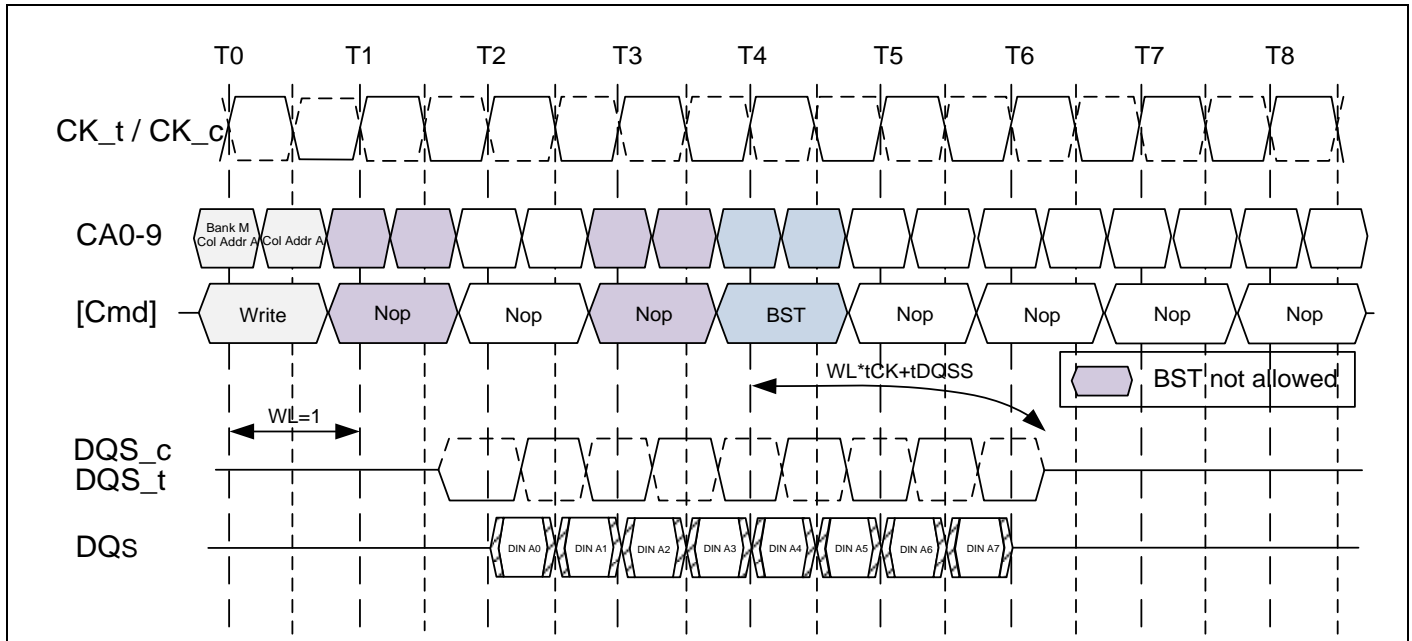 T0 T1 T2 T3 T4 T5 T6 T7 T8
CK_t / CK_c
CA0-9
Bank M
Col Addr A
Col Addr A
[Cmd]
Write Nop Nop Nop BST Nop Nop Nop Nop
WL*tCK+tDQSS
BST not allowed
WL=1
DQS_c
DQS_t
DQs
DIN A0 DIN A1 DIN A2 DIN A3 DIN A4 DIN A5 DIN A6 DIN A7